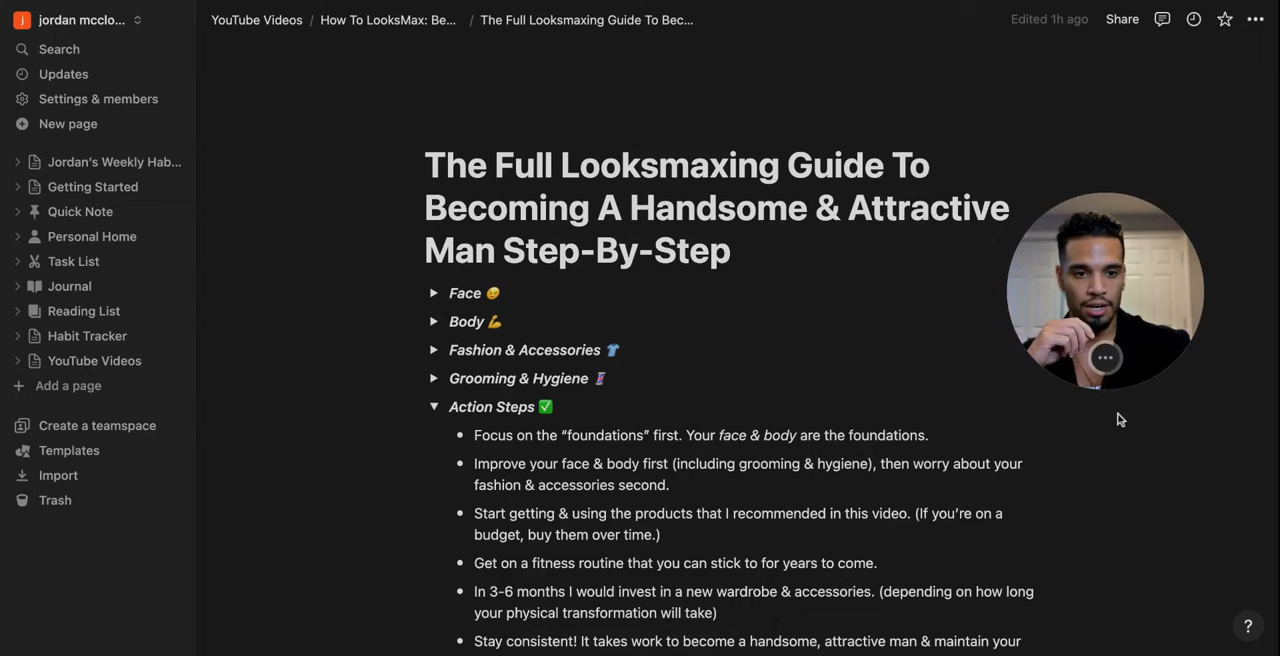 j jordan mcclo...
Search
Updates
Settings & members
New page
Jordan's Weekly Hab...
Getting Started
Quick Note
Personal Home
Task List
Journal
Reading List
Habit Tracker
YouTube Videos
Add a page
Create a teamspace
Templates
Import
Trash
YouTube Videos / How To LooksMax: Be... / The Full Looksmaxing Guide To Bec...
Edited 1h ago Share
The Full Looksmaxing Guide To
Becoming A Handsome & Attractive
Man Step-By-Step
Face 🤕
Body 💪
Fashion & Accessories 👕
Grooming & Hygiene 💈
Action Steps ✅
• Focus on the “foundations” first. Your face & body are the foundations.
• Improve your face & body first (including grooming & hygiene), then worry about your
fashion & accessories second.
• Start getting & using the products that I recommended in this video. (If you’re on a
budget, buy them over time.)
• Get on a fitness routine that you can stick to for years to come.
• In 3-6 months I would invest in a new wardrobe & accessories. (depending on how long
your physical transformation will take)
• Stay consistent! It takes work to become a handsome, attractive man & maintain your
?